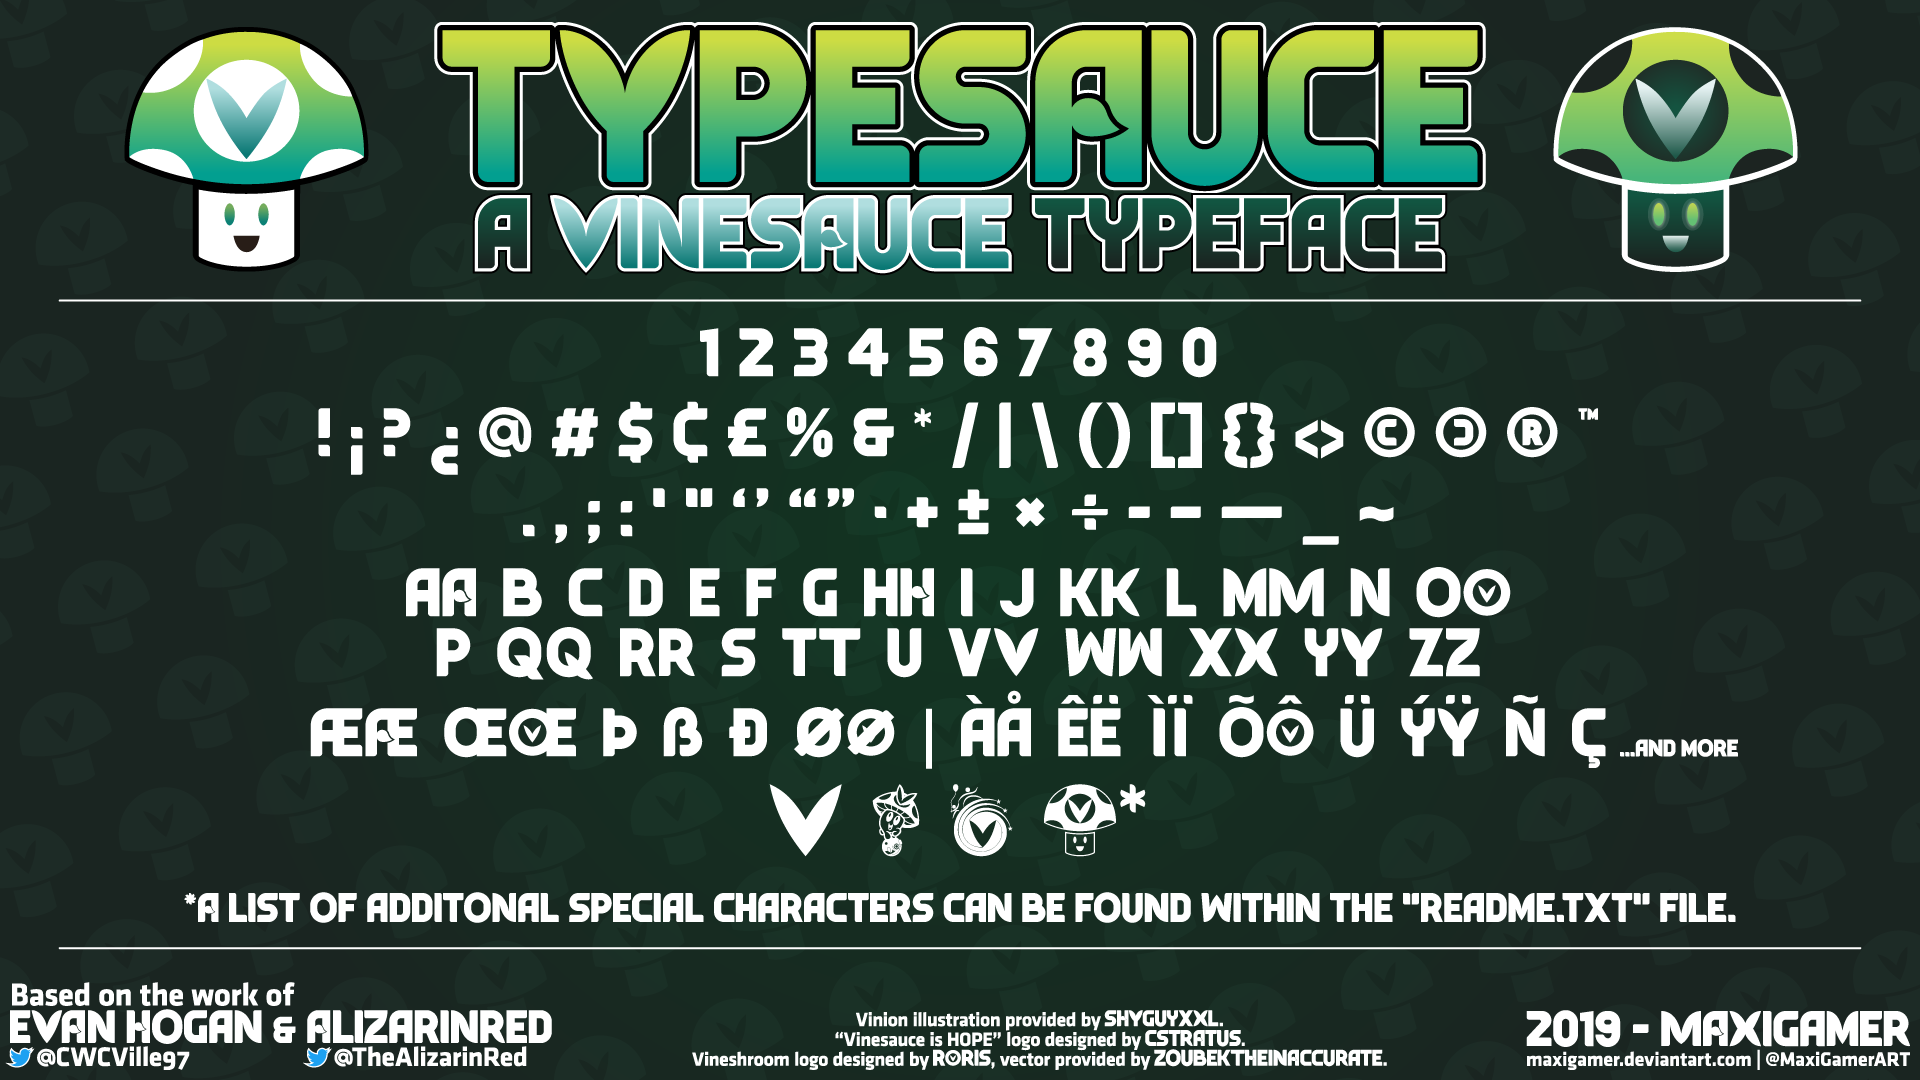 TYPESAUCE
A VINESAUCE TYPEFACE
1 2 3 4 5 6 7 8 9 0
! ¡ ? ¿ @ # $ ¢ £ % & * / | \ ( ) [ ] { } < > © Ↄ⃝ ® ™
. , ; : ' " ‘ ’ “ ” · + ± × ÷ - – — _ ~
AA B C D E F G HH I J KK L MM N OO
P QQ RR S TT U VV WW XX YY ZZ
ÆÆ ŒŒ Þ ß Ð ØØ | ÀÅ ÊË ÌÏ ÕÔ Ü ÝŸ Ñ Ç ...AND MORE
*
*A LIST OF ADDITONAL SPECIAL CHARACTERS CAN BE FOUND WITHIN THE "README.TXT" FILE.
Based on the work of
EVAN HOGAN & ALIZARINRED
@CWCVille97 @TheAlizarinRed
Vinion illustration provided by SHYGUYXXL.
“Vinesauce is HOPE” logo designed by CSTRATUS.
Vineshroom logo designed by RORIS, vector provided by ZOUBEKTHEINACCURATE.
2019 - MAXIGAMER
maxigamer.deviantart.com | @MaxiGamerART